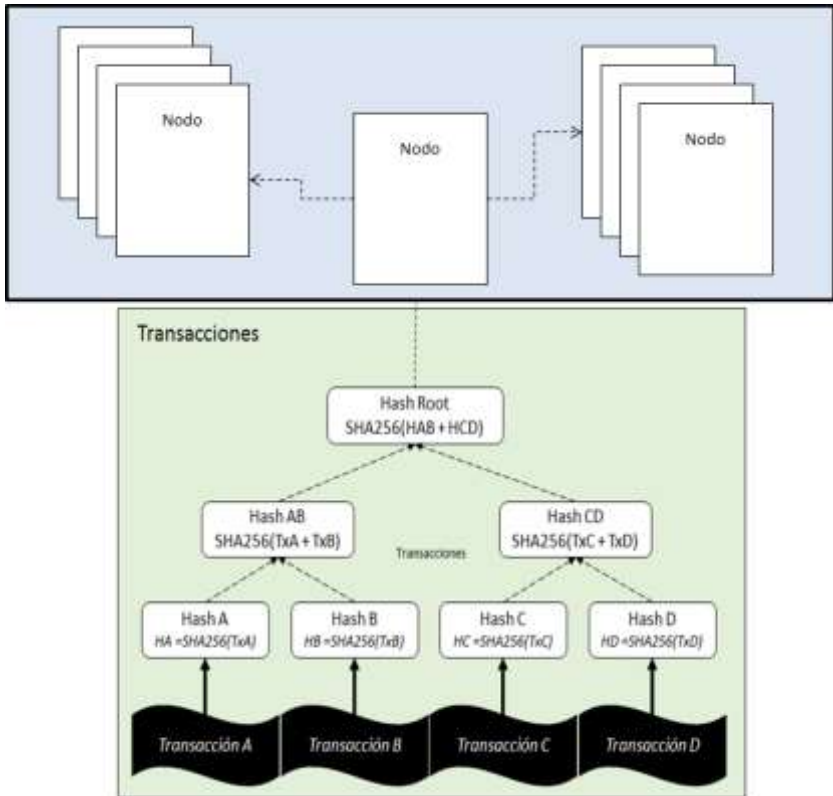 Nodo
Nodo
Nodo
Transacciones
Hash Root
SHA256(HAB + HCD)
Hash AB
SHA256(TxA + TxB)
Hash CD
SHA256(TxC + TxD)
Transacciones
Hash A
HA =SHA256(TxA)
Hash B
HB =SHA256(TxB)
Hash C
HC =SHA256(TxC)
Hash D
HD =SHA256(TxD)
Transacción A
Transacción B
Transacción C
Transacción D